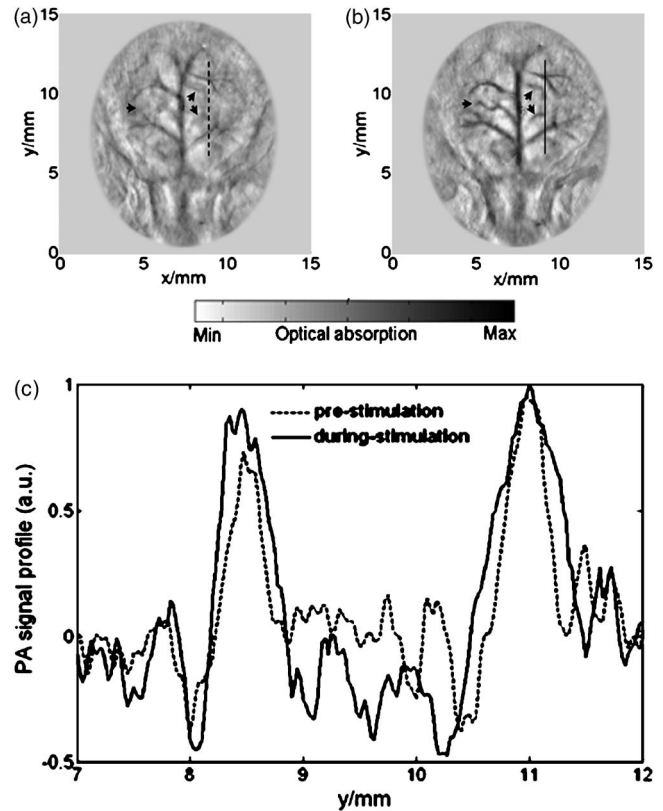 (a)
15
10
5
0
y/mm
0
5
10
15
x/mm
(b)
15
10
5
0
y/mm
0
5
10
15
x/mm
Min Optical absorption Max
(c)
1
0.5
0
-0.5
PA signal profile (a.u.)
pre-stimulation
during-stimulation
7 8 9 10 11 12
y/mm